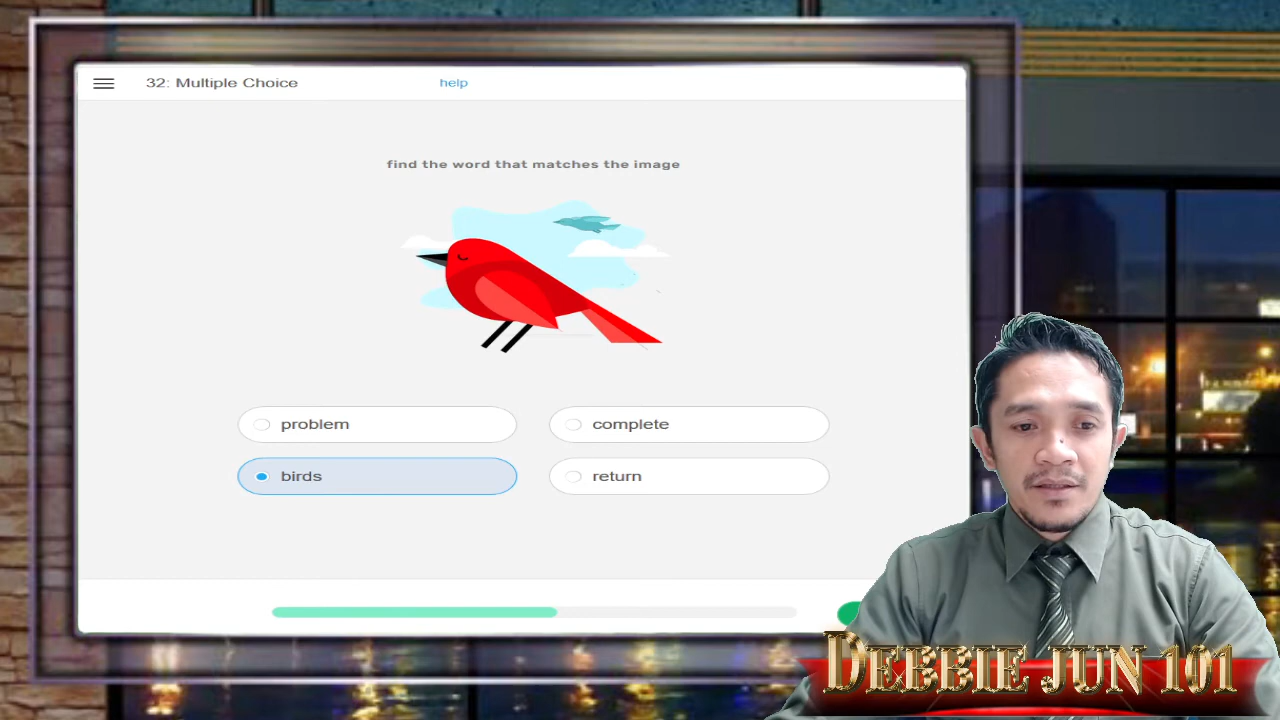 32: Multiple Choice
help
find the word that matches the image
problem
complete
birds
return
DEBBIE JUN 101